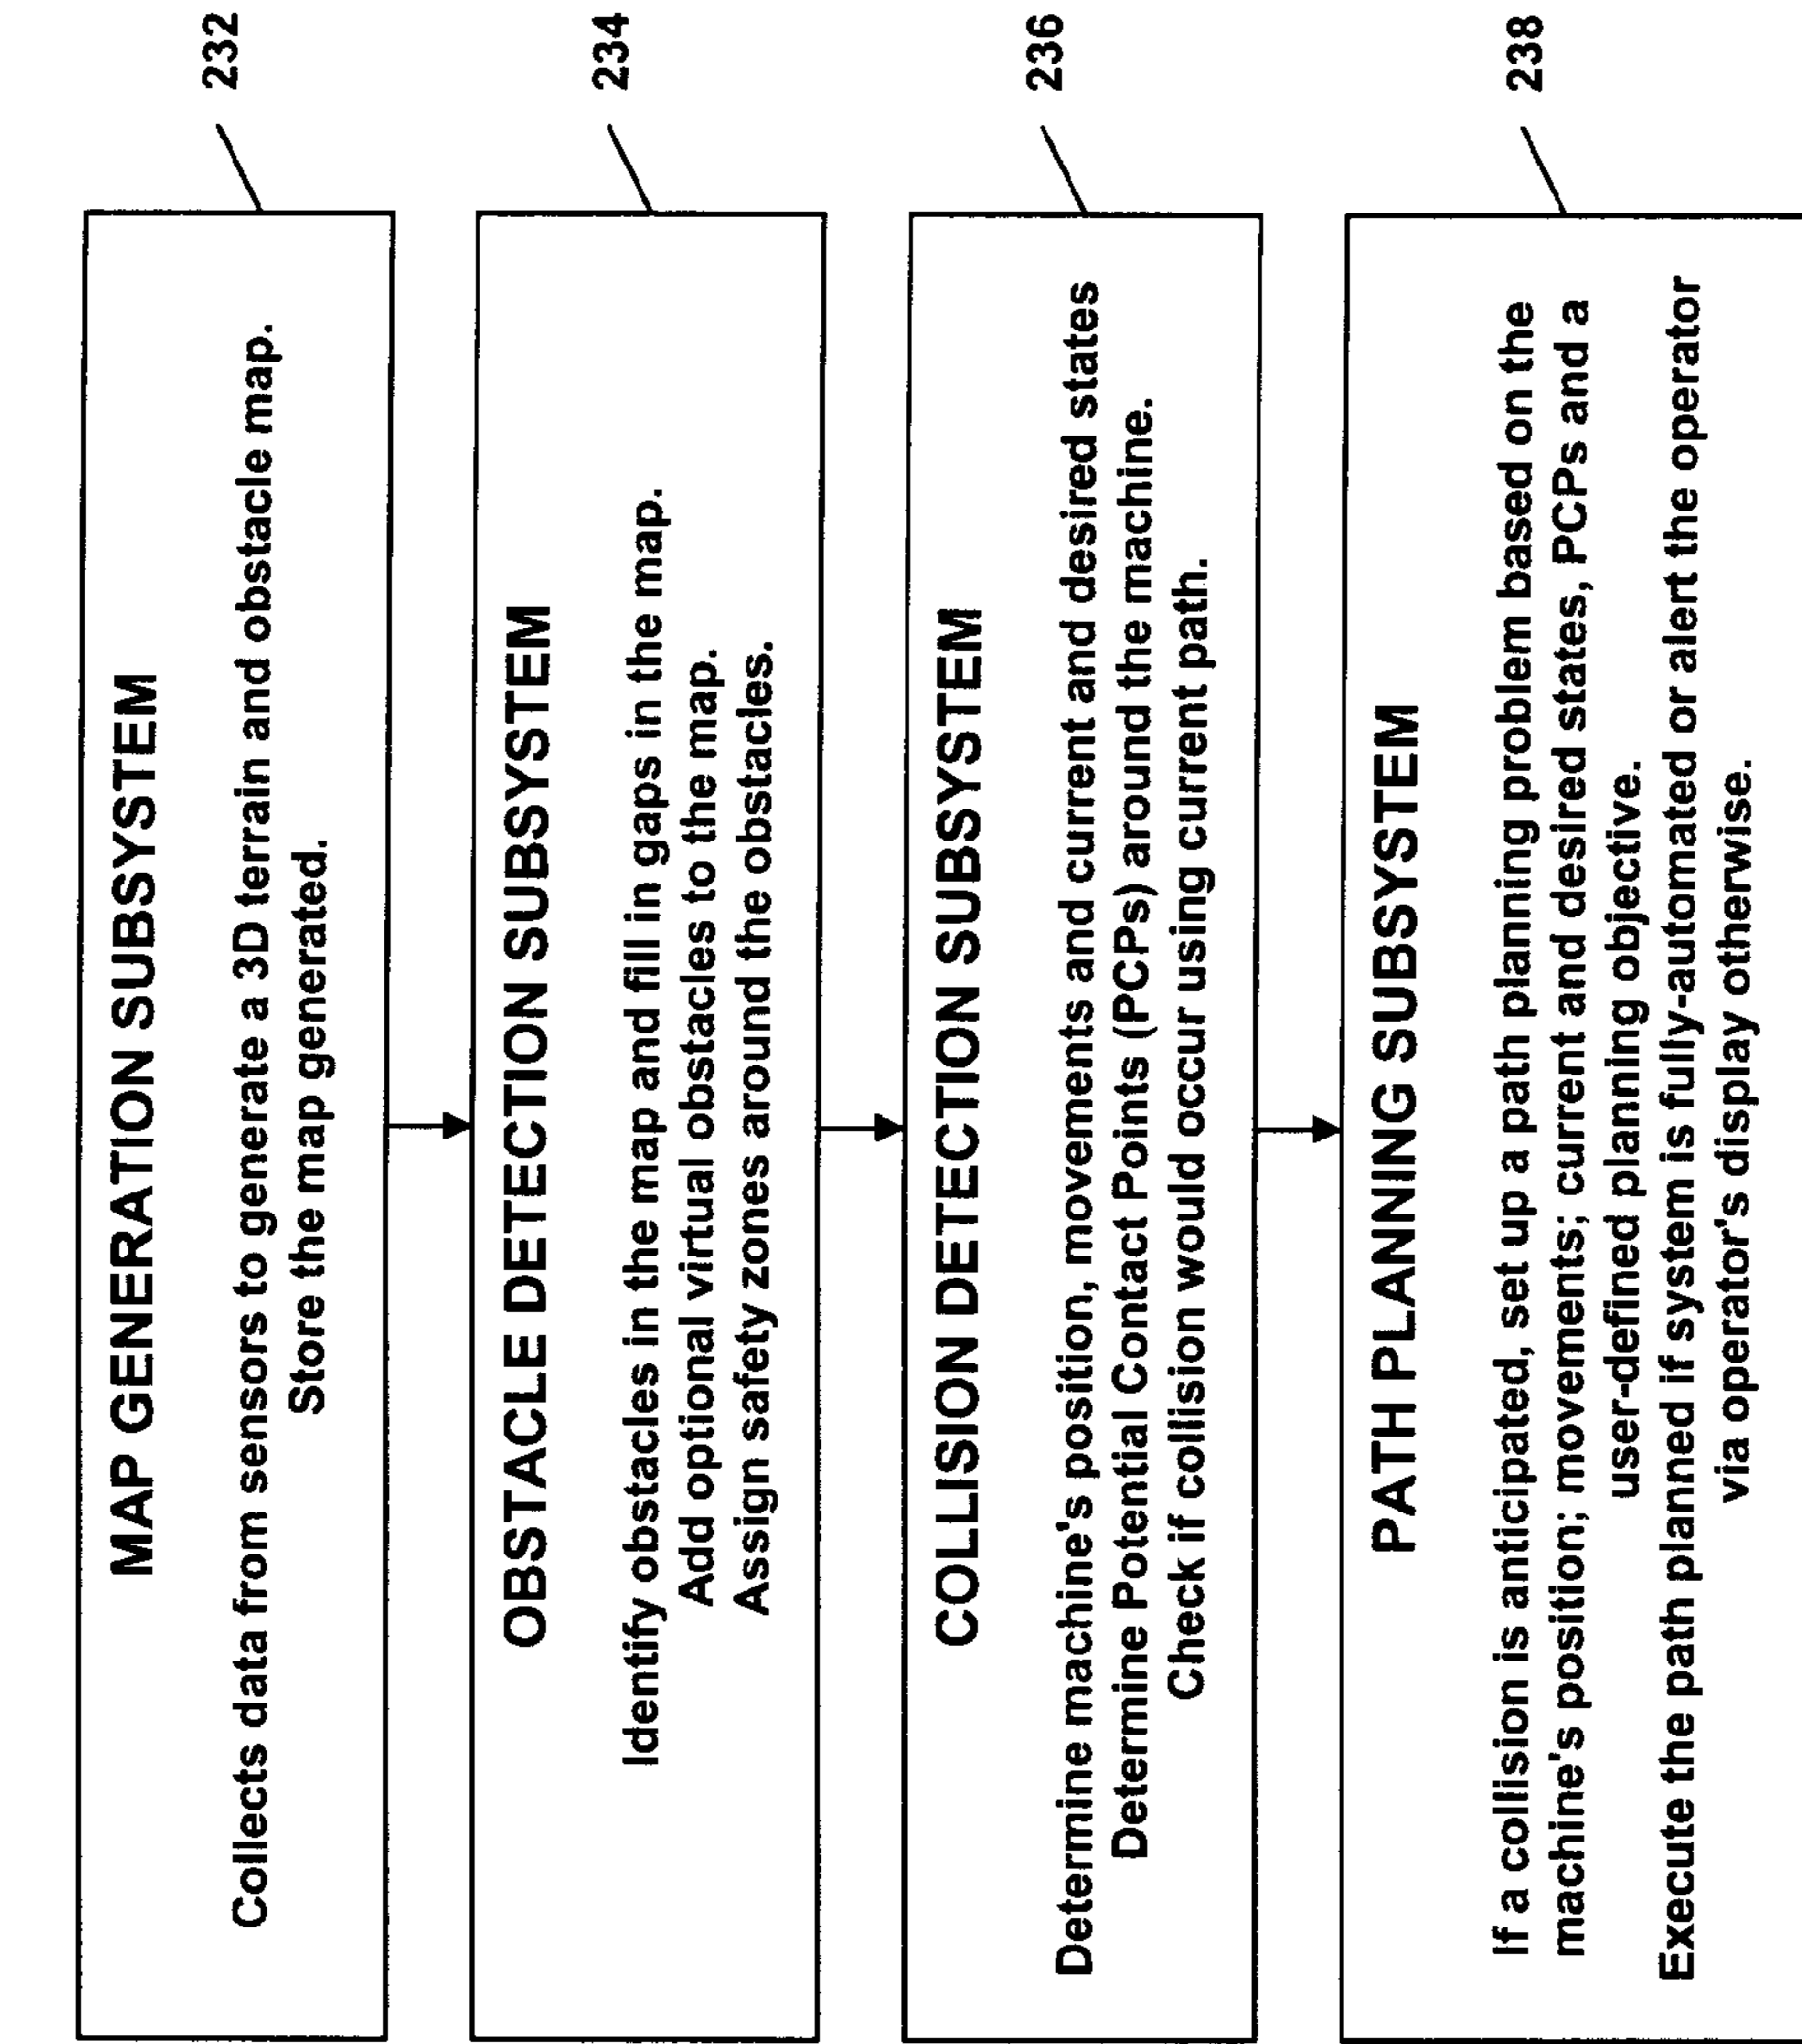 MAP GENERATION SUBSYSTEM
Collects data from sensors to generate a 3D terrain and obstacle map.
Store the map generated.
232
OBSTACLE DETECTION SUBSYSTEM
Identify obstacles in the map and fill in gaps in the map.
Add optional virtual obstacles to the map.
Assign safety zones around the obstacles.
234
COLLISION DETECTION SUBSYSTEM
Determine machine's position, movements and current and desired states
Determine Potential Contact Points (PCPs) around the machine.
Check if collision would occur using current path.
236
PATH PLANNING SUBSYSTEM
If a collision is anticipated, set up a path planning problem based on the
machine's position; movements; current and desired states, PCPs and a
user-defined planning objective.
Execute the path planned if system is fully-automated or alert the operator
via operator's display otherwise.
238